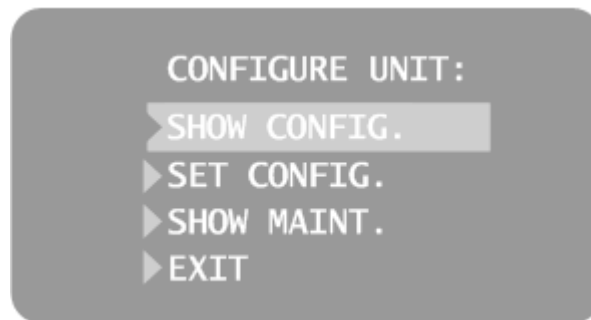 CONFIGURE UNIT:
SHOW CONFIG.
SET CONFIG.
SHOW MAINT.
EXIT